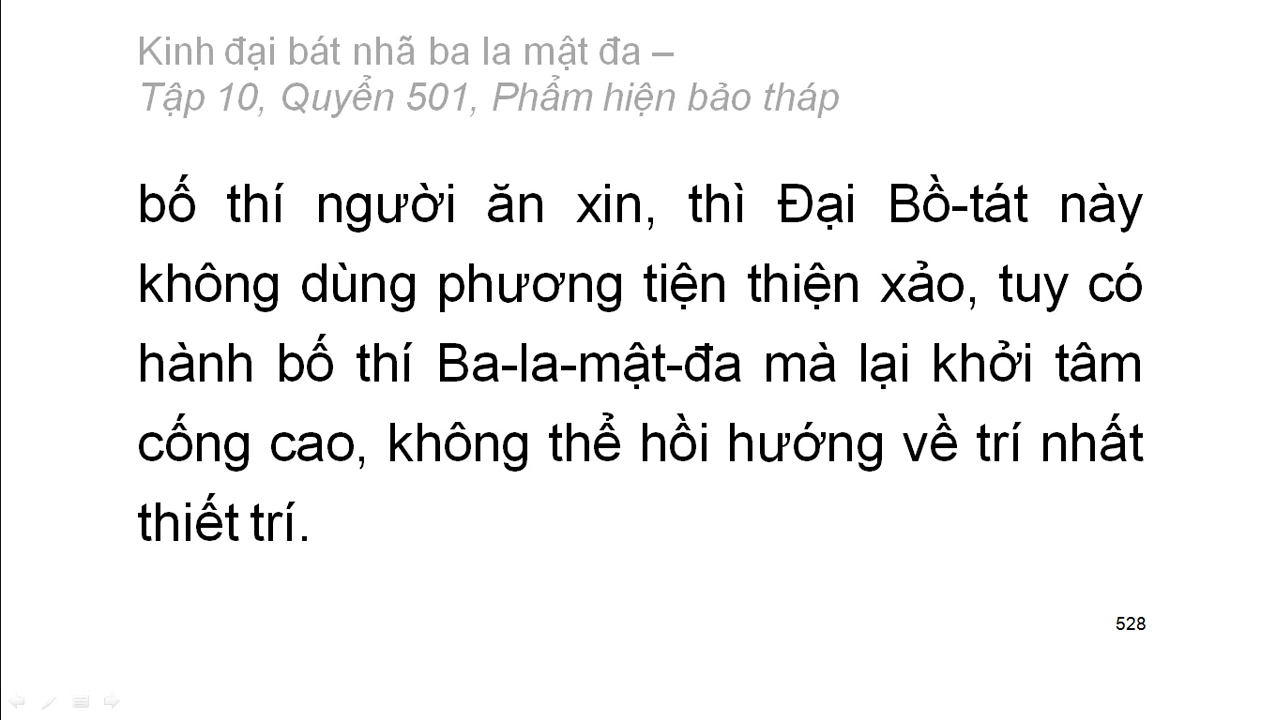 Kinh đại bát nhã ba la mật đa –
Tập 10, Quyển 501, Phẩm hiện bảo tháp
bố thí người ăn xin, thì Đại Bồ-tát này
không dùng phương tiện thiện xảo, tuy có
hành bố thí Ba-la-mật-đa mà lại khởi tâm
cống cao, không thể hồi hướng về trí nhất
thiết trí.
528